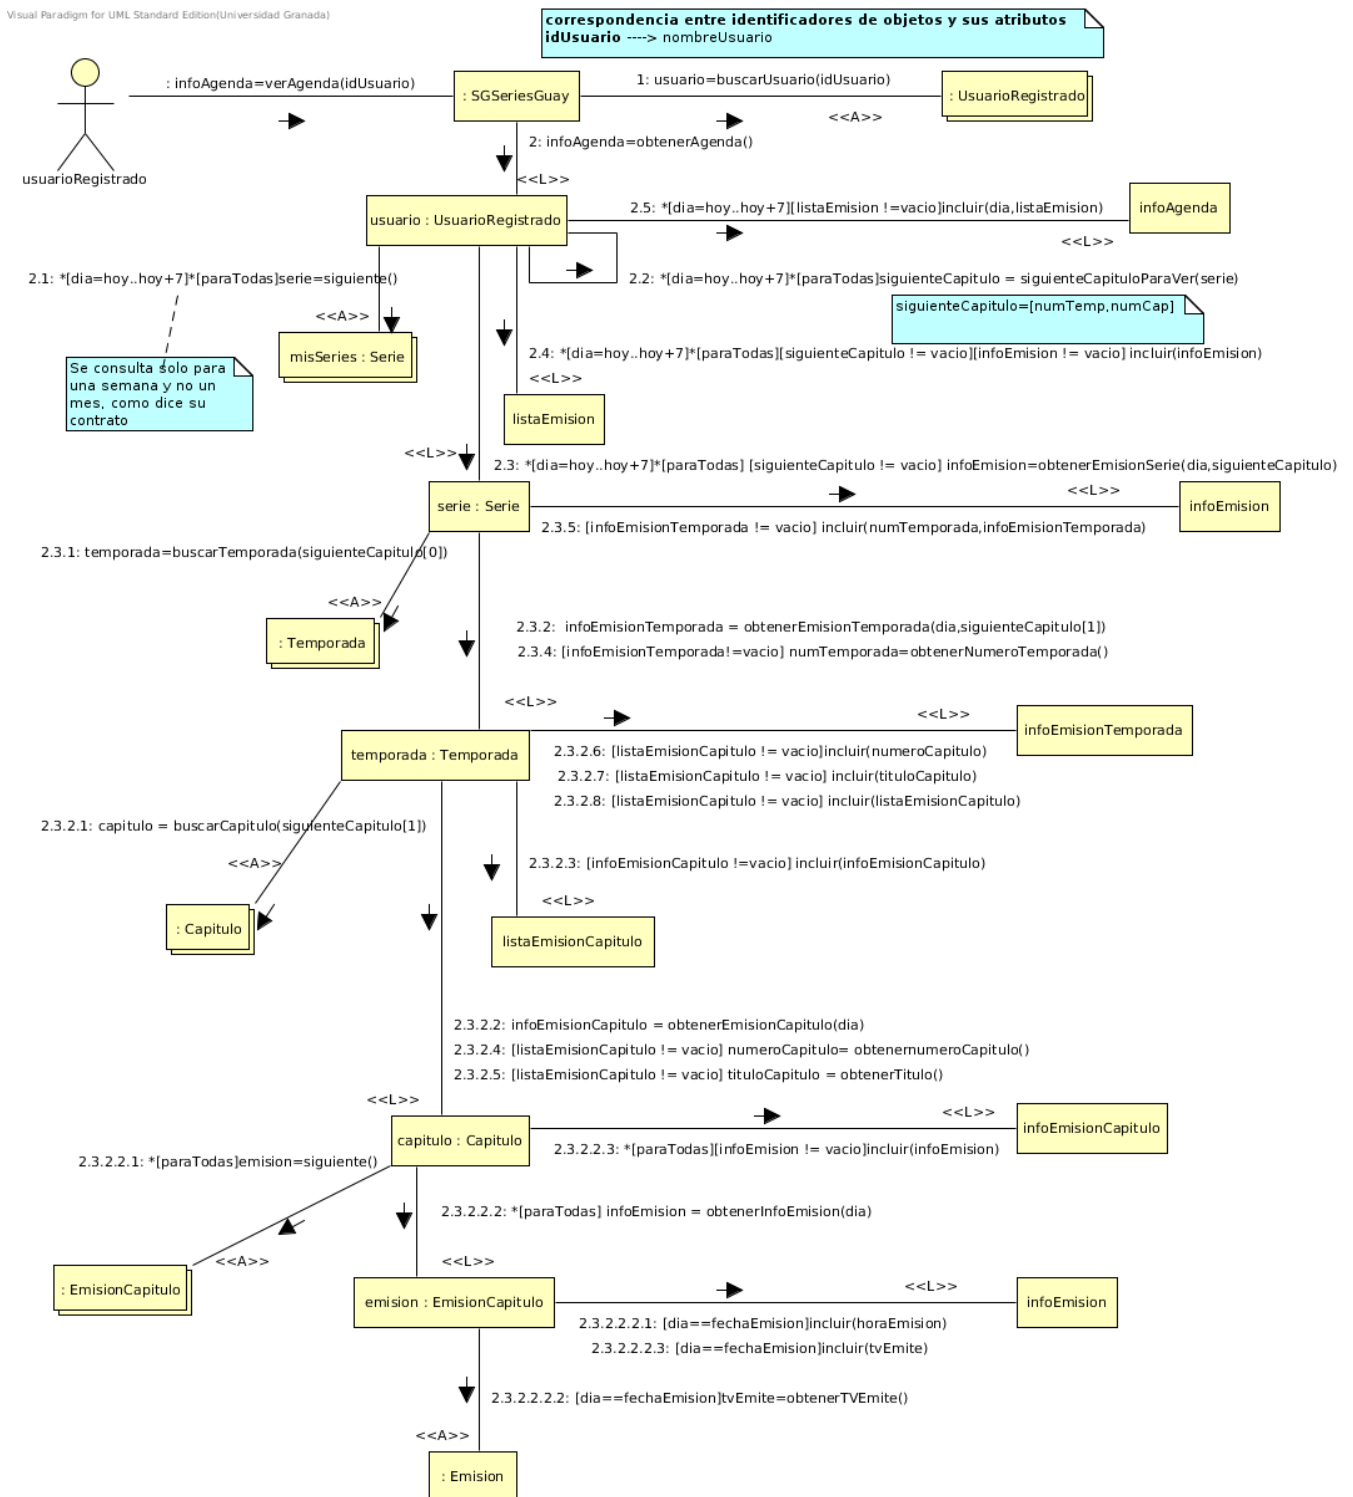 Visual Paradigm for UML Standard Edition(Universidad Granada)
correspondencia entre identificadores de objetos y sus atributos
idUsuario ----> nombreUsuario
: infoAgenda=verAgenda(idUsuario)
: SGSeriesGuay
1: usuario=buscarUsuario(idUsuario)
: UsuarioRegistrado
<<A>>
usuarioRegistrado
2: infoAgenda=obtenerAgenda()
<<L>>
usuario : UsuarioRegistrado
2.5: *[dia=hoy..hoy+7][listaEmision !=vacio]incluir(dia,listaEmision)
infoAgenda
<<L>>
2.1: *[dia=hoy..hoy+7]*[paraTodas]serie=siguiente()
2.2: *[dia=hoy..hoy+7]*[paraTodas]siguienteCapitulo = siguienteCapituloParaVer(serie)
siguienteCapitulo=[numTemp,numCap]
<<A>>
misSeries : Serie
2.4: *[dia=hoy..hoy+7]*[paraTodas][siguienteCapitulo != vacio][infoEmision != vacio] incluir(infoEmision)
Se consulta solo para
una semana y no un
mes, como dice su
contrato
<<L>>
listaEmision
<<L>>
2.3: *[dia=hoy..hoy+7]*[paraTodas] [siguienteCapitulo != vacio] infoEmision=obtenerEmisionSerie(dia,siguienteCapitulo)
<<L>>
serie : Serie
infoEmision
2.3.5: [infoEmisionTemporada != vacio] incluir(numTemporada,infoEmisionTemporada)
2.3.1: temporada=buscarTemporada(siguienteCapitulo[0])
<<A>>
: Temporada
2.3.2:  infoEmisionTemporada = obtenerEmisionTemporada(dia,siguienteCapitulo[1])
2.3.4: [infoEmisionTemporada!=vacio] numTemporada=obtenerNumeroTemporada()
<<L>>
<<L>>
infoEmisionTemporada
temporada : Temporada
2.3.2.6: [listaEmisionCapitulo != vacio]incluir(numeroCapitulo)
2.3.2.7: [listaEmisionCapitulo != vacio] incluir(tituloCapitulo)
2.3.2.8: [listaEmisionCapitulo != vacio] incluir(listaEmisionCapitulo)
2.3.2.1: capitulo = buscarCapitulo(siguienteCapitulo[1])
<<A>>
2.3.2.3: [infoEmisionCapitulo !=vacio] incluir(infoEmisionCapitulo)
<<L>>
: Capitulo
listaEmisionCapitulo
2.3.2.2: infoEmisionCapitulo = obtenerEmisionCapitulo(dia)
2.3.2.4: [listaEmisionCapitulo != vacio] numeroCapitulo= obtenernumeroCapitulo()
2.3.2.5: [listaEmisionCapitulo != vacio] tituloCapitulo = obtenerTitulo()
<<L>>
<<L>>
capitulo : Capitulo
infoEmisionCapitulo
2.3.2.2.3: *[paraTodas][infoEmision != vacio]incluir(infoEmision)
2.3.2.2.1: *[paraTodas]emision=siguiente()
2.3.2.2.2: *[paraTodas] infoEmision = obtenerInfoEmision(dia)
<<A>>
<<L>>
: EmisionCapitulo
<<L>>
emision : EmisionCapitulo
infoEmision
2.3.2.2.2.1: [dia==fechaEmision]incluir(horaEmision)
2.3.2.2.2.3: [dia==fechaEmision]incluir(tvEmite)
2.3.2.2.2.2: [dia==fechaEmision]tvEmite=obtenerTVEmite()
<<A>>
: Emision